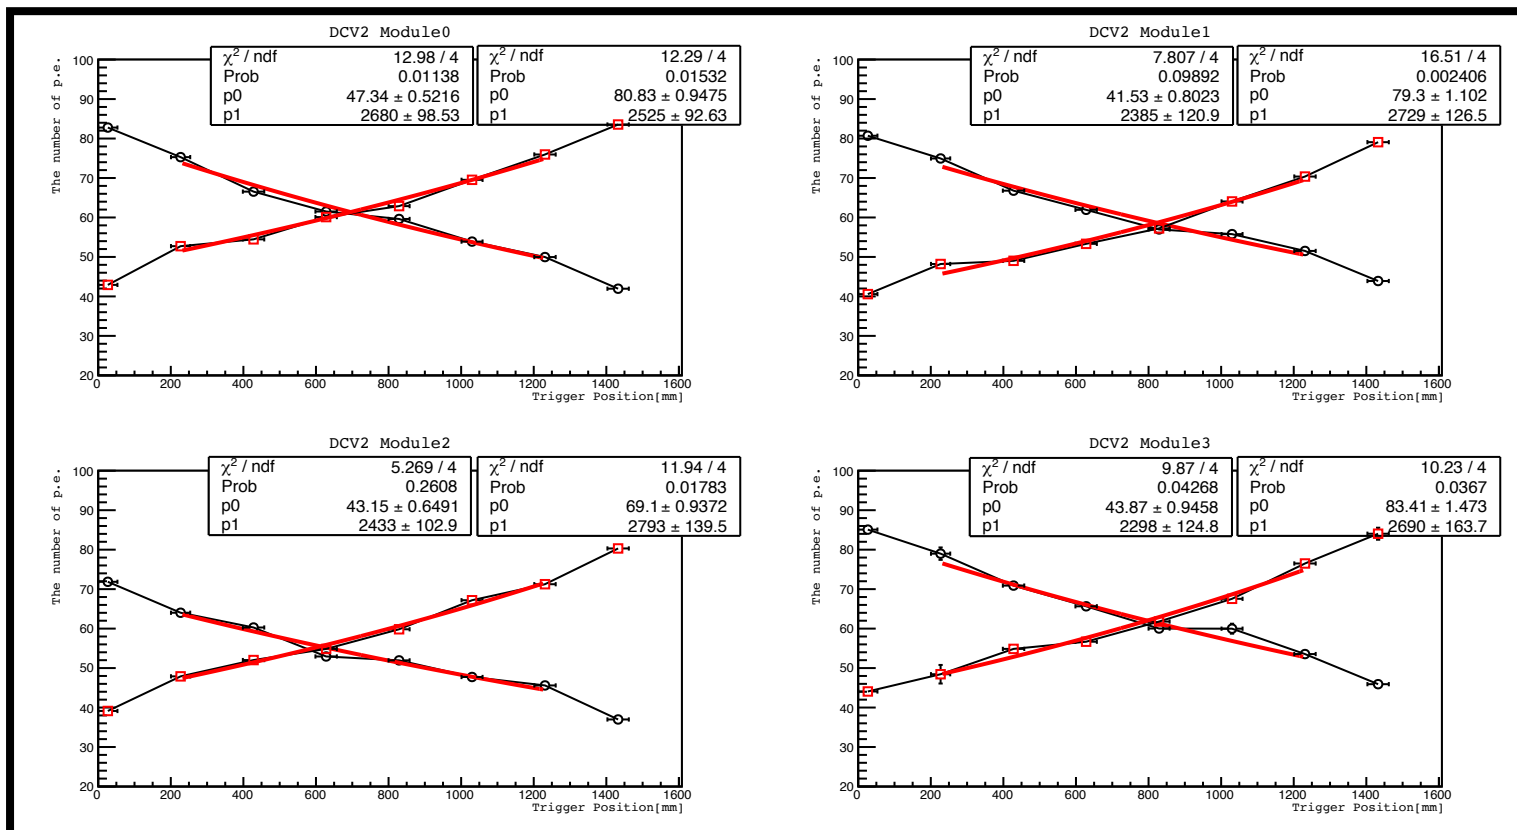 DCV2 Module0
χ² / ndf 12.98 / 4
Prob 0.01138
p0 47.34 ± 0.5216
p1 2680 ± 98.53
χ² / ndf 12.29 / 4
Prob 0.01532
p0 80.83 ± 0.9475
p1 2525 ± 92.63
The number of p.e.
100
90
80
70
60
50
40
30
20
0 200 400 600 800 1000 1200 1400 1600
Trigger Position[mm]
DCV2 Module1
χ² / ndf 7.807 / 4
Prob 0.09892
p0 41.53 ± 0.8023
p1 2385 ± 120.9
χ² / ndf 16.51 / 4
Prob 0.002406
p0 79.3 ± 1.102
p1 2729 ± 126.5
The number of p.e.
100
90
80
70
60
50
40
30
20
0 200 400 600 800 1000 1200 1400 1600
Trigger Position[mm]
DCV2 Module2
χ² / ndf 5.269 / 4
Prob 0.2608
p0 43.15 ± 0.6491
p1 2433 ± 102.9
χ² / ndf 11.94 / 4
Prob 0.01783
p0 69.1 ± 0.9372
p1 2793 ± 139.5
The number of p.e.
100
90
80
70
60
50
40
30
20
0 200 400 600 800 1000 1200 1400 1600
Trigger Position[mm]
DCV2 Module3
χ² / ndf 9.87 / 4
Prob 0.04268
p0 43.87 ± 0.9458
p1 2298 ± 124.8
χ² / ndf 10.23 / 4
Prob 0.0367
p0 83.41 ± 1.473
p1 2690 ± 163.7
The number of p.e.
100
90
80
70
60
50
40
30
20
0 200 400 600 800 1000 1200 1400 1600
Trigger Position[mm]